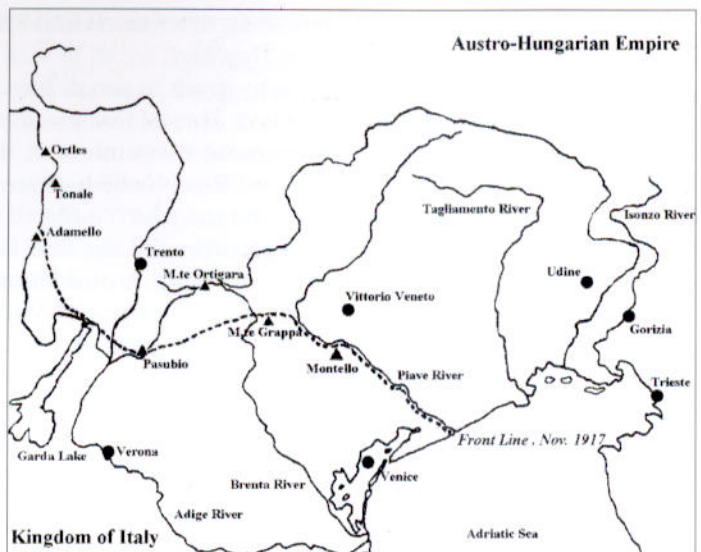 Austro-Hungarian Empire
Ortles
Tonale
Tagliamento River
Isonzo River
Adamello
Trento
M.te Ortigara
Udine
Vittorio Veneto
Gorizia
M.te Grappa
Pasubio
Montello
Piave River
Trieste
Front Line . Nov. 1917
Garda Lake
Verona
Brenta River
Venice
Adige River
Kingdom of Italy
Adriatic Sea